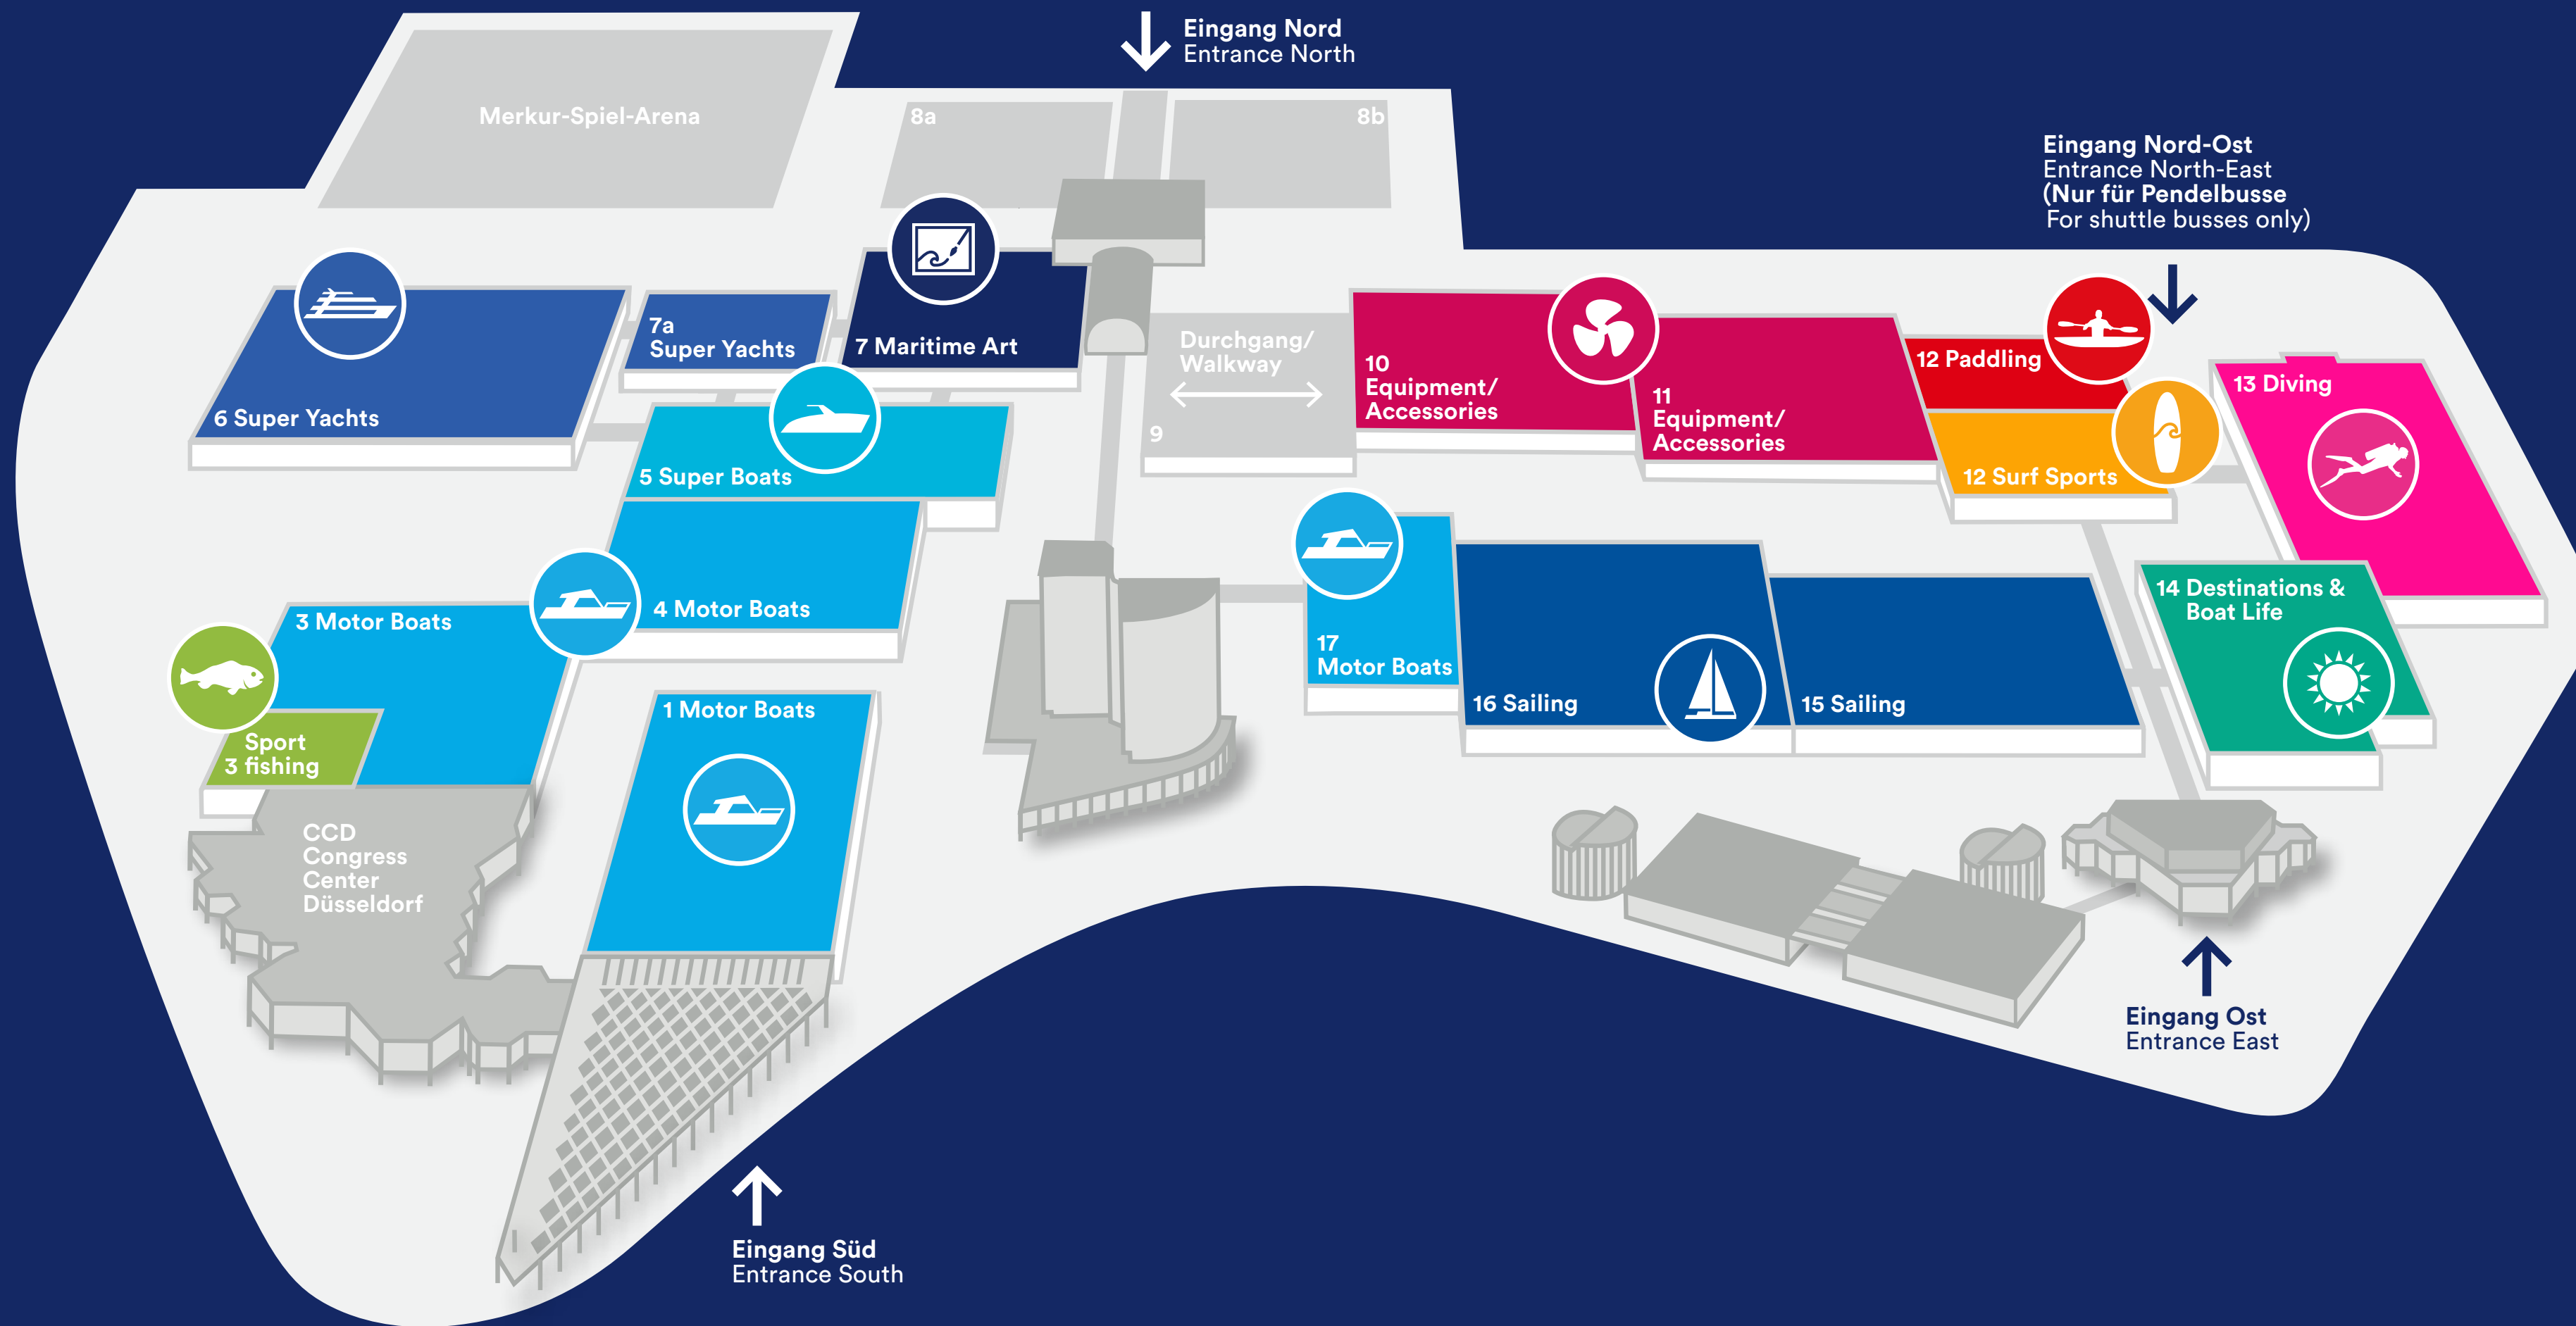 Eingang Nord
Entrance North
Merkur-Spiel-Arena
8a
8b
Eingang Nord-Ost
Entrance North-East
(Nur für Pendelbusse
For shuttle busses only)
7a
Super Yachts
7 Maritime Art
6 Super Yachts
5 Super Boats
4 Motor Boats
3 Motor Boats
Sport
3 fishing
1 Motor Boats
CCD
Congress
Center
Düsseldorf
Durchgang/
Walkway
9
10
Equipment/
Accessories
11
Equipment/
Accessories
12 Paddling
12 Surf Sports
13 Diving
14 Destinations &
Boat Life
17
Motor Boats
16 Sailing
15 Sailing
Eingang Ost
Entrance East
Eingang Süd
Entrance South